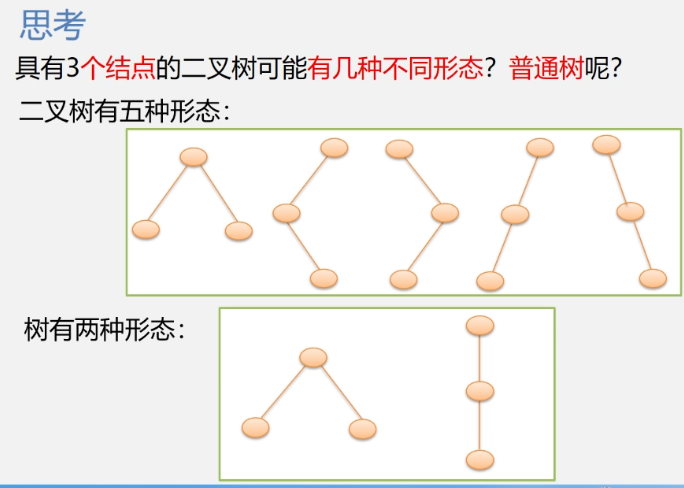 思考
具有3个结点的二叉树可能有几种不同形态？普通树呢？
二叉树有五种形态：
树有两种形态：